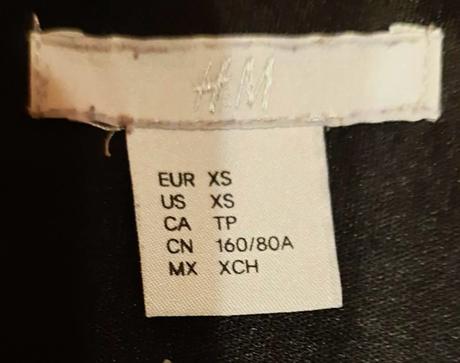 H&M
EUR XS
US XS
CA TP
CN 160/80A
MX XCH